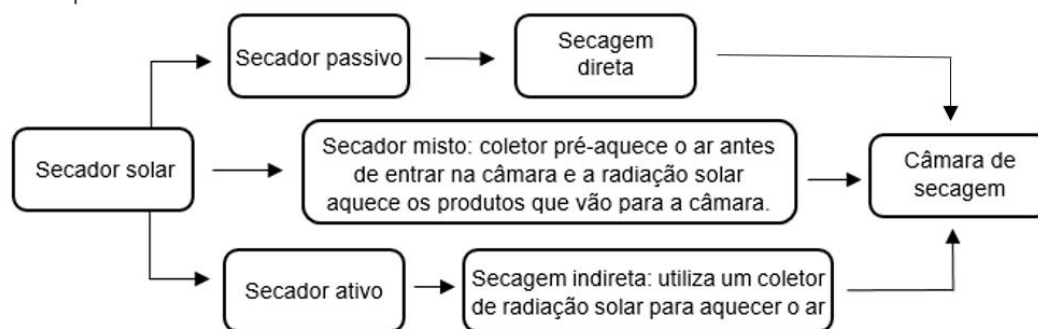 Secador passivo
Secagem
direta
Secador solar
Secador misto: coletor pré-aquece o ar antes
de entrar na câmara e a radiação solar
aquece os produtos que vão para a câmara.
Câmara de
secagem
Secador ativo
Secagem indireta: utiliza um coletor
de radiação solar para aquecer o ar